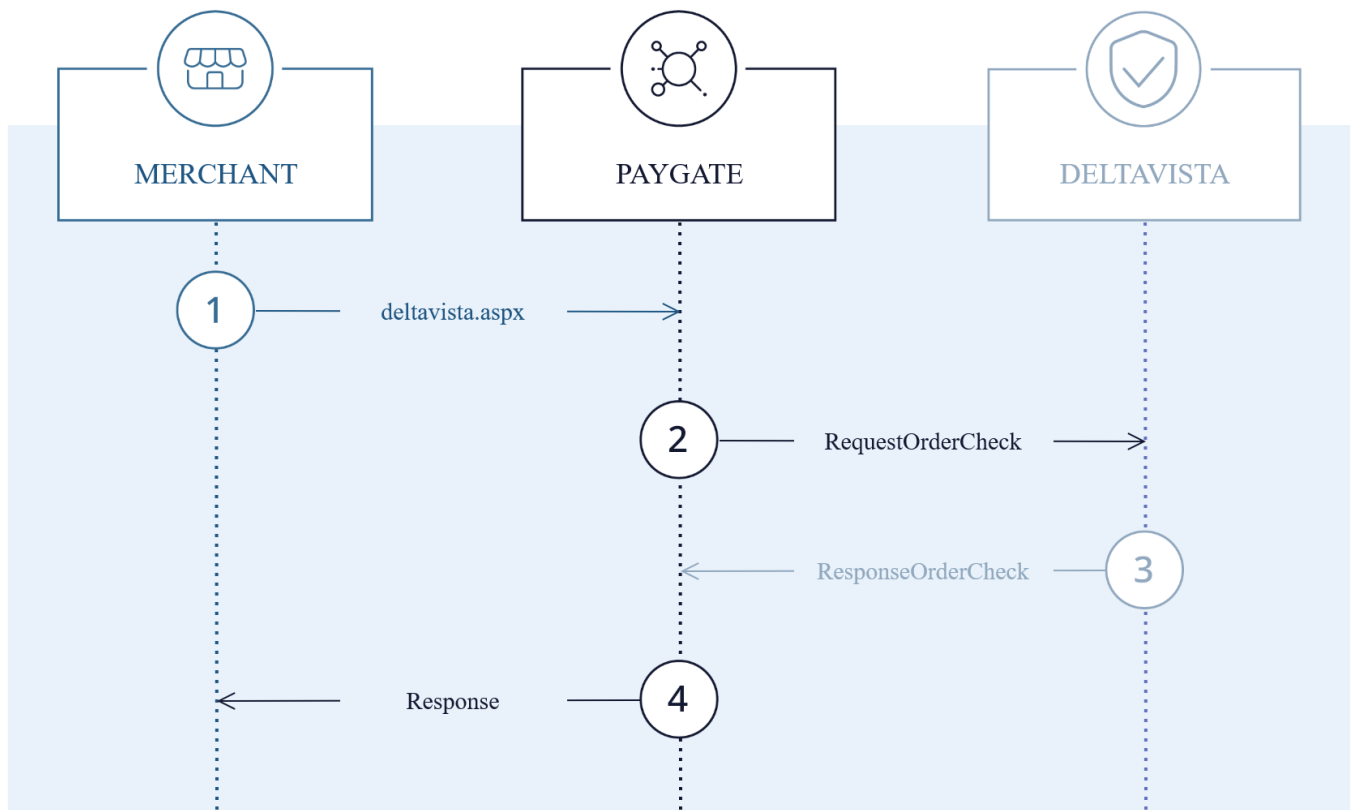 MERCHANT
PAYGATE
DELTAVISTA
1
deltavista.aspx
2
RequestOrderCheck
ResponseOrderCheck
3
Response
4